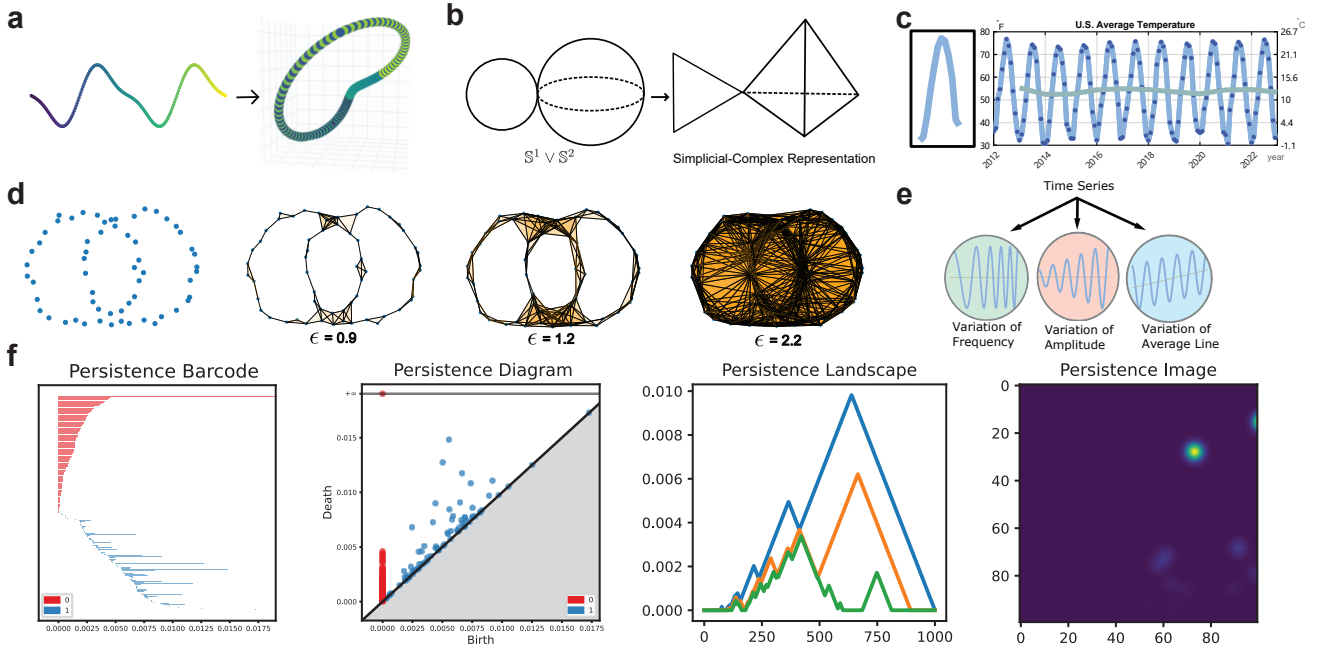 a
b
𝕊¹ ∨ 𝕊²
Simplicial-Complex Representation
c
U.S. Average Temperature
°F
°C
80
70
60
50
40
30
26.7
21.1
15.6
10
4.4
-1.1
2012
2014
2016
2018
2020
2022
year
d
ϵ = 0.9
ϵ = 1.2
ϵ = 2.2
e
Time Series
Variation of
Frequency
Variation of
Amplitude
Variation of
Average Line
f
Persistence Barcode
0
1
0.0000 0.0025 0.0050 0.0075 0.0100 0.0125 0.0150 0.0175
Persistence Diagram
+∞
0.015
0.010
0.005
0.000
Death
0
1
0.0000 0.0025 0.0050 0.0075 0.0100 0.0125 0.0150 0.0175
Birth
Persistence Landscape
0.010
0.008
0.006
0.004
0.002
0.000
0 250 500 750 1000
Persistence Image
0
20
40
60
80
0 20 40 60 80